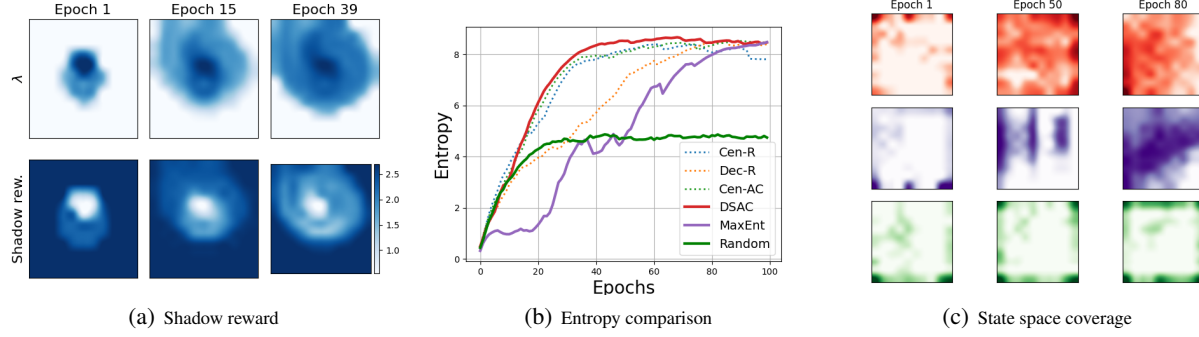 Epoch 1 Epoch 15 Epoch 39
λ
Shadow rew.
2.5
2.0
1.5
1.0
(a) Shadow reward
Entropy
8
6
4
2
0
0 20 40 60 80 100
Epochs
Cen-R
Dec-R
Cen-AC
DSAC
MaxEnt
Random
(b) Entropy comparison
Epoch 1 Epoch 50 Epoch 80
(c) State space coverage